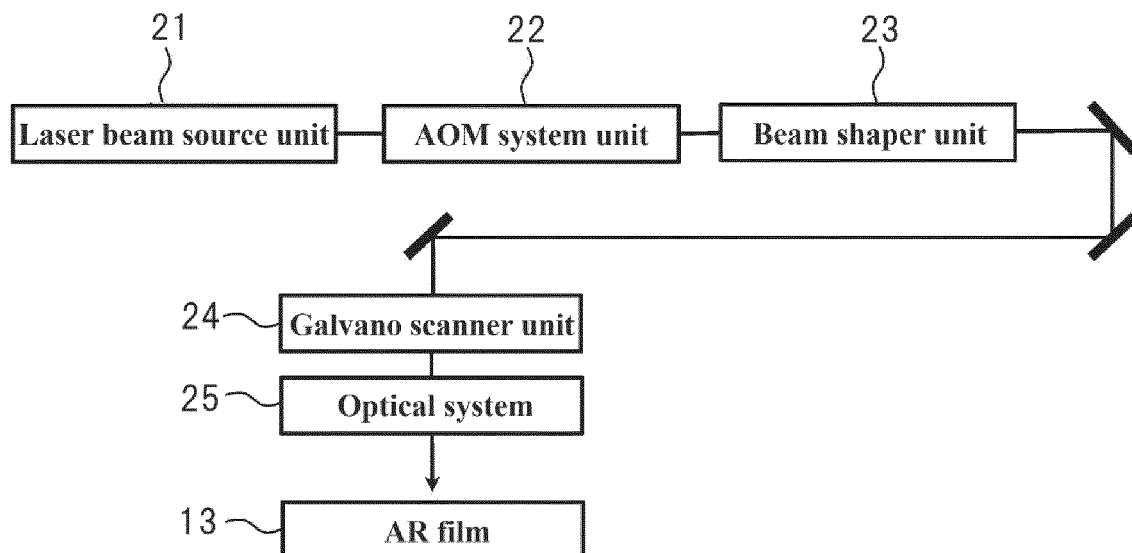 21
22
23
Laser beam source unit
AOM system unit
Beam shaper unit
24
Galvano scanner unit
25
Optical system
13
AR film